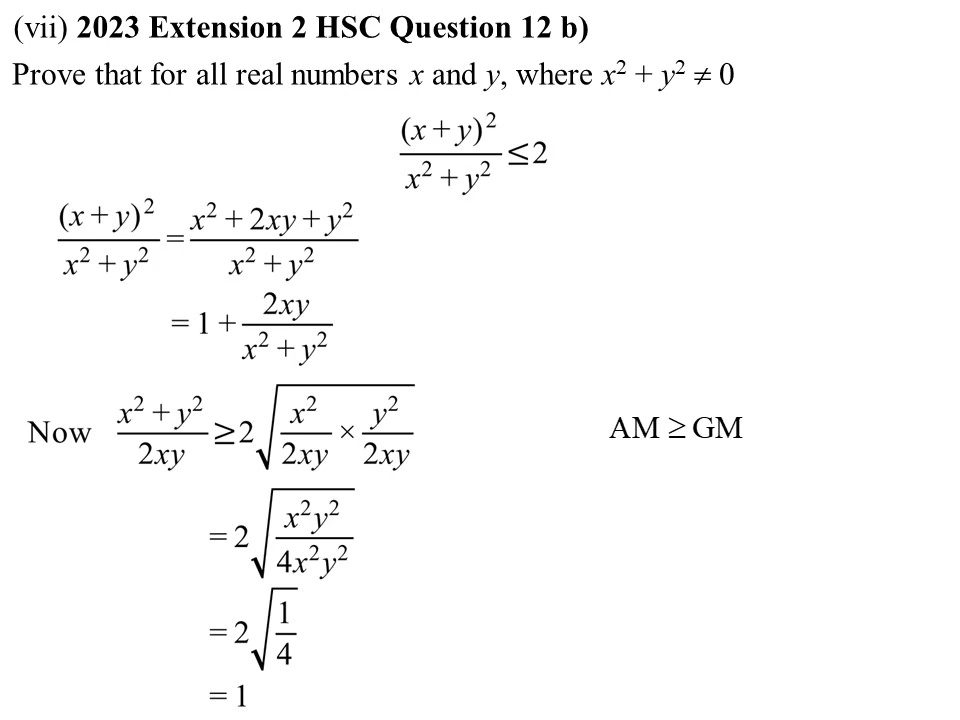 (vii) 2023 Extension 2 HSC Question 12 b)
Prove that for all real numbers x and y, where x² + y² ≠ 0
(x + y)² / (x² + y²) ≤ 2
(x + y)² / (x² + y²) = (x² + 2xy + y²) / (x² + y²)
= 1 + 2xy / (x² + y²)
Now (x² + y²) / 2xy ≥ 2√(x²/2xy × y²/2xy) AM ≥ GM
= 2√(x²y² / 4x²y²)
= 2√(1/4)
= 1